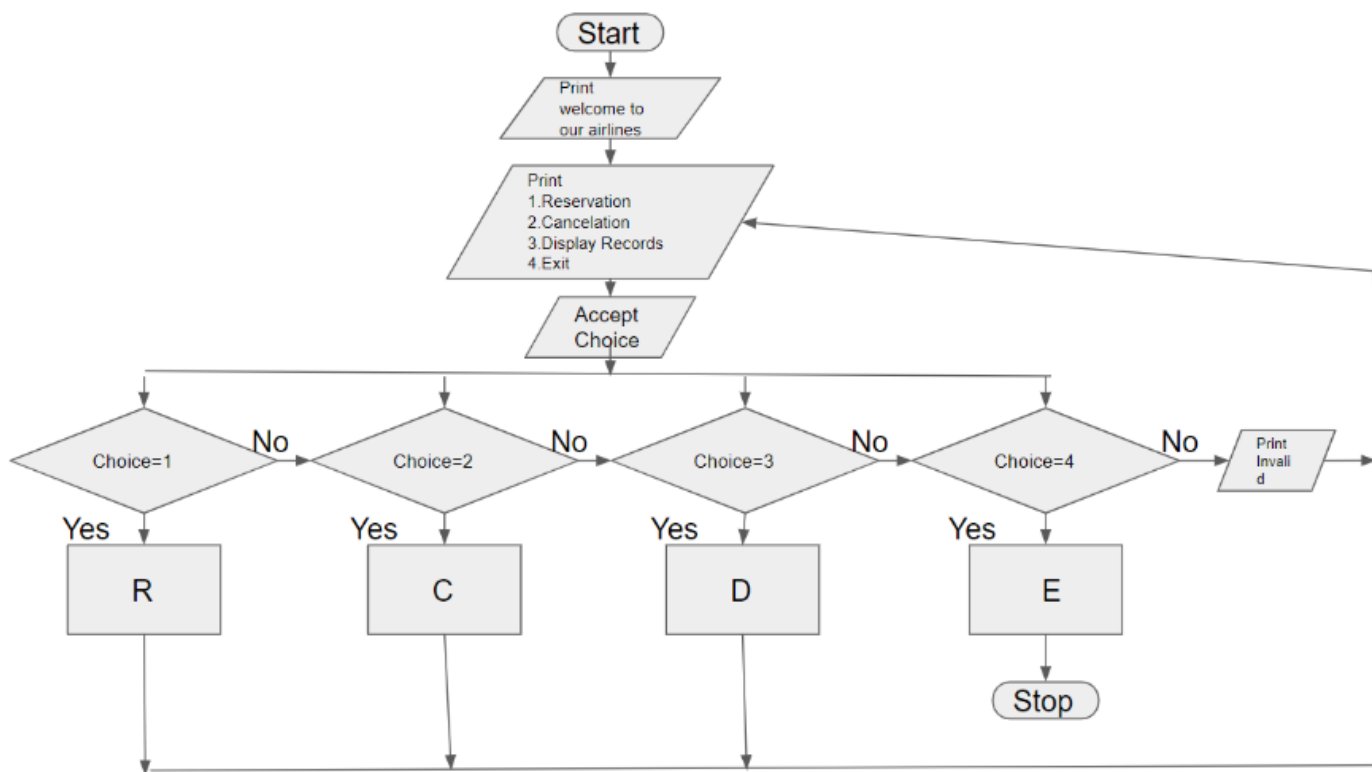 Start
Print
welcome to
our airlines
Print
1.Reservation
2.Cancelation
3.Display Records
4.Exit
Accept
Choice
Choice=1
No
Choice=2
No
Choice=3
No
Choice=4
No
Print
Invali
d
Yes
Yes
Yes
Yes
R
C
D
E
Stop